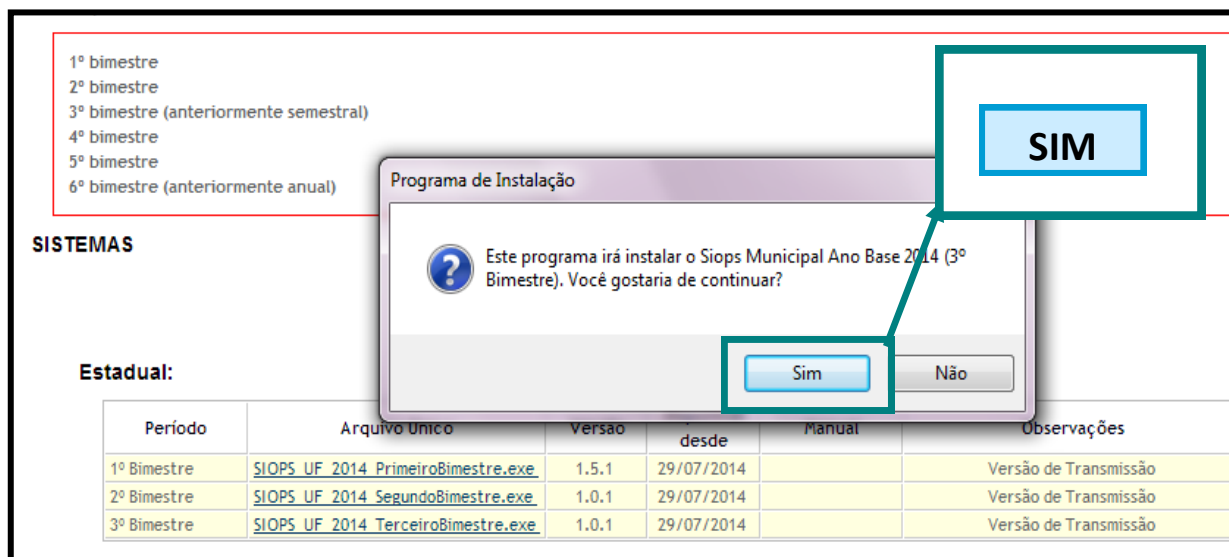 1º bimestre
2º bimestre
3º bimestre (anteriormente semestral)
4º bimestre
5º bimestre
6º bimestre (anteriormente anual)
SIM
Programa de Instalação
Este programa irá instalar o Siops Municipal Ano Base 2014 (3º
Bimestre). Você gostaria de continuar?
Sim Não
SISTEMAS
Estadual:
Período Arquivo Único Versão desde Manual Observações
1º Bimestre SIOPS_UF_2014_PrimeiroBimestre.exe 1.5.1 29/07/2014 Versão de Transmissão
2º Bimestre SIOPS_UF_2014_SegundoBimestre.exe 1.0.1 29/07/2014 Versão de Transmissão
3º Bimestre SIOPS_UF_2014_TerceiroBimestre.exe 1.0.1 29/07/2014 Versão de Transmissão